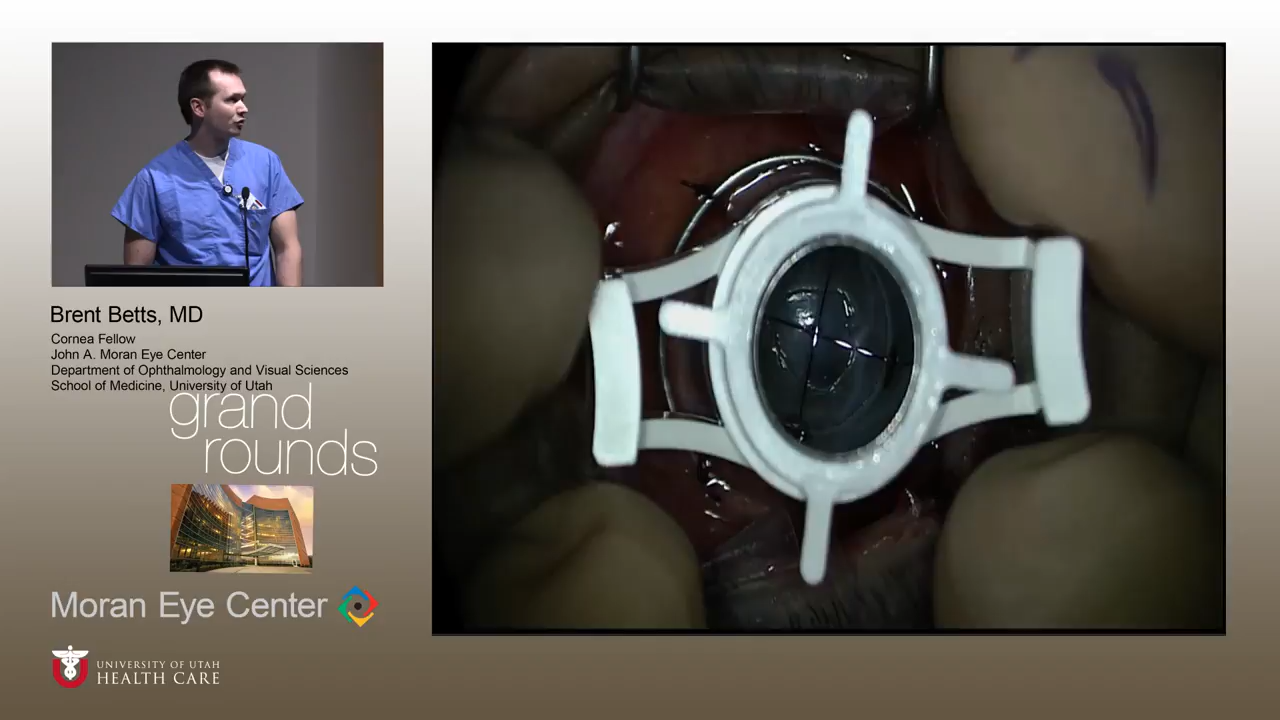 Brent Betts, MD
Cornea Fellow
John A. Moran Eye Center
Department of Ophthalmology and Visual Sciences
School of Medicine, University of Utah
grand
rounds
Moran Eye Center
UNIVERSITY OF UTAH
HEALTH CARE